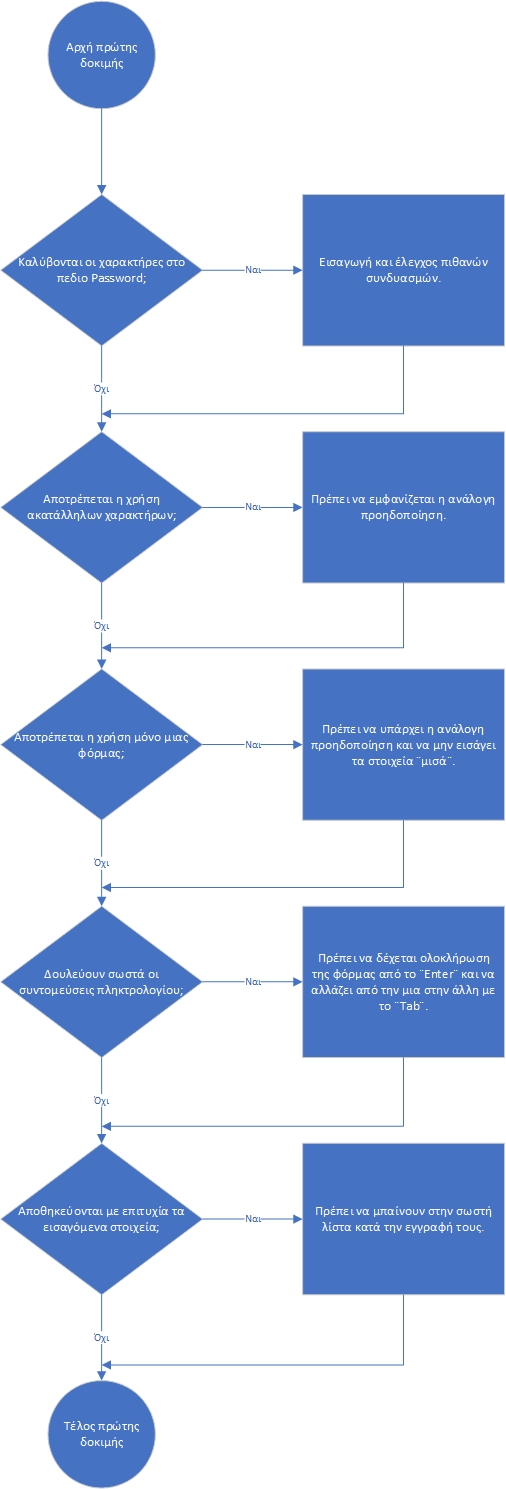 Αρχή πρώτης
δοκιμής
Καλύβονται οι χαρακτήρες στο
πεδιο Password;
Ναι
Εισαγωγή και έλεγχος πιθανών
συνδυασμών.
Όχι
Αποτρέπεται η χρήση
ακατάλληλων χαρακτήρων;
Ναι
Πρέπει να εμφανίζεται η ανάλογη
προηδοποίηση.
Όχι
Αποτρέπεται η χρήση μόνο μιας
φόρμας;
Ναι
Πρέπει να υπάρχει η ανάλογη
προηδοποίηση και να μην εισάγει
τα στοιχεία ¨μισά¨.
Όχι
Δουλεύουν σωστά οι
συντομεύσεις πληκτρολογίου;
Ναι
Πρέπει να δέχεται ολοκλήρωση
της φόρμας από το ¨Enter¨ και να
αλλάζει από την μια στην άλλη με
το ¨Tab¨.
Όχι
Αποθηκεύονται με επιτυχία τα
εισαγόμενα στοιχεία;
Ναι
Πρέπει να μπαίνουν στην σωστή
λίστα κατά την εγγραφή τους.
Όχι
Τέλος πρώτης
δοκιμής